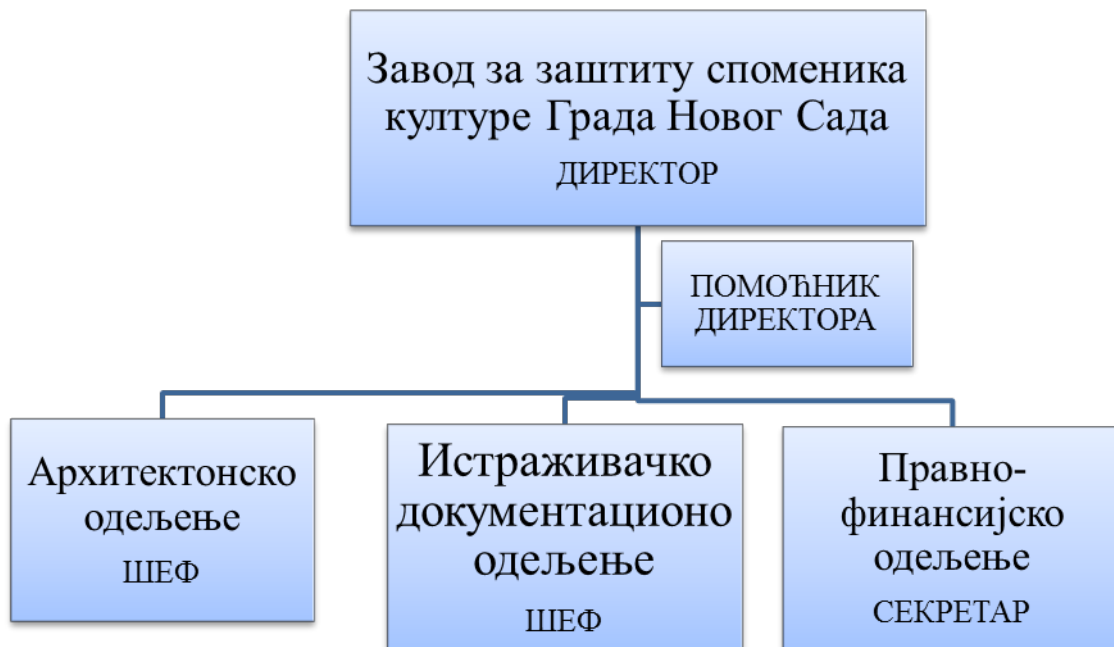 Завод за заштиту споменика
културе Града Новог Сада
ДИРЕКТОР
ПОМОЋНИК
ДИРЕКТОРА
Архитектонско
одељење
ШЕФ
Истраживачко
документационо
одељење
ШЕФ
Правно-
финансијско
одељење
СЕКРЕТАР